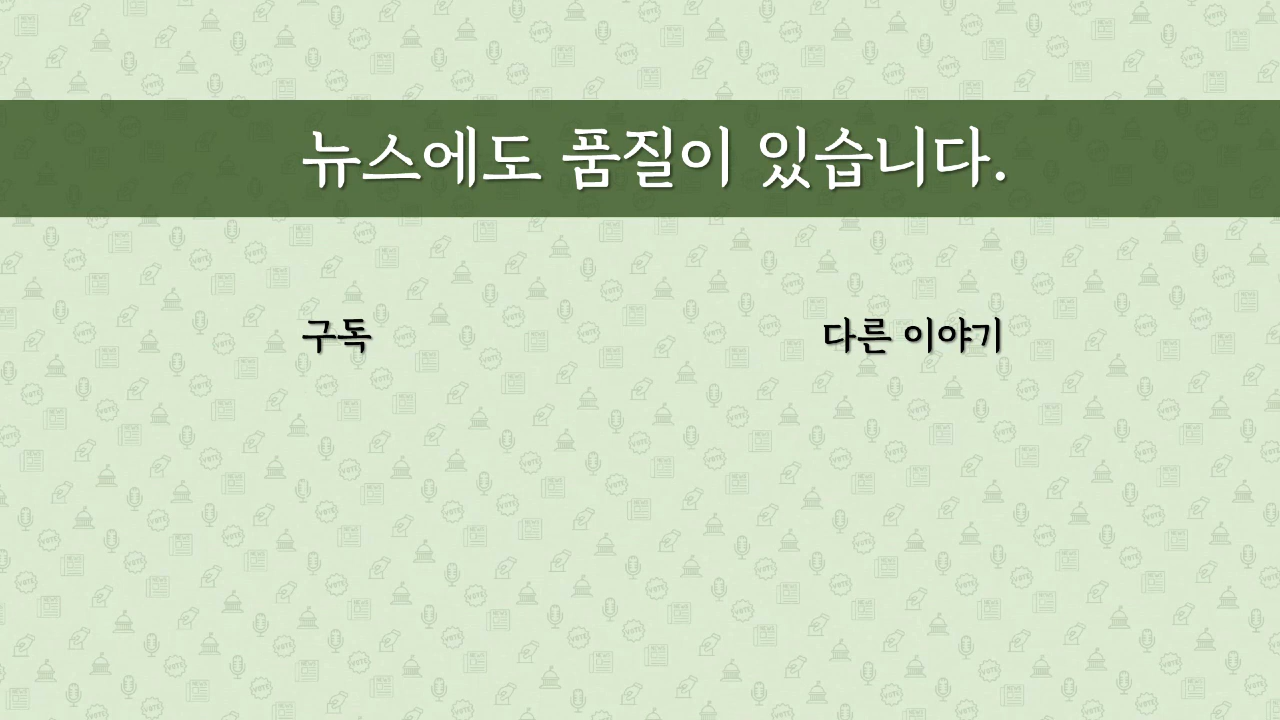 뉴스에도 품질이 있습니다.
구독
다른 이야기